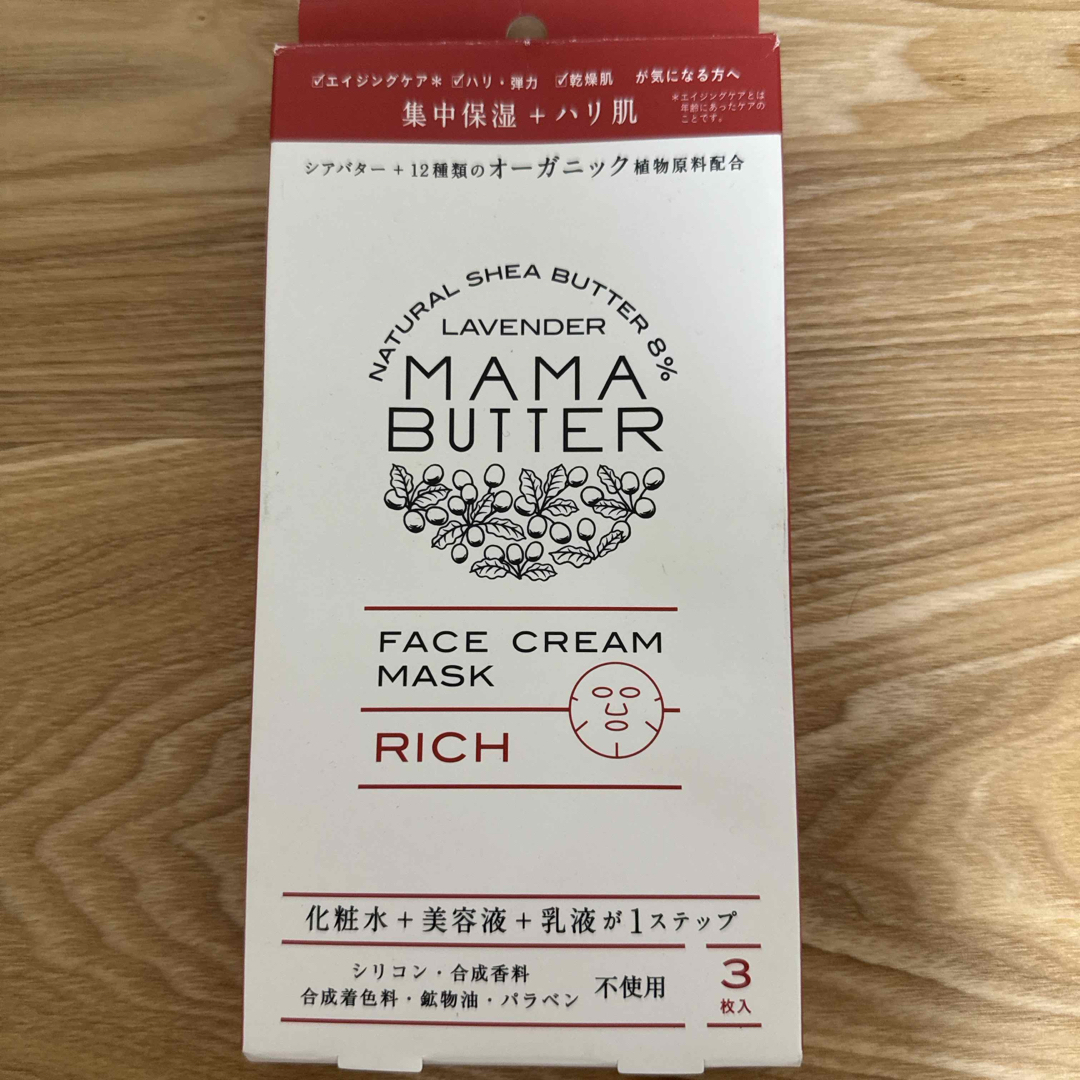 ☑エイジングケア＊ ☑ハリ・弾力 ☑乾燥肌 が気になる方へ
＊エイジングケアとは
年齢にあったケアの
ことです。
集中保湿＋ハリ肌
シアバター＋12種類のオーガニック植物原料配合
NATURAL SHEA BUTTER 8%
LAVENDER
MAMA
BUTTER
FACE CREAM
MASK
RICH
化粧水＋美容液＋乳液が1ステップ
シリコン・合成香料
合成着色料・鉱物油・パラベン 不使用
3
枚入